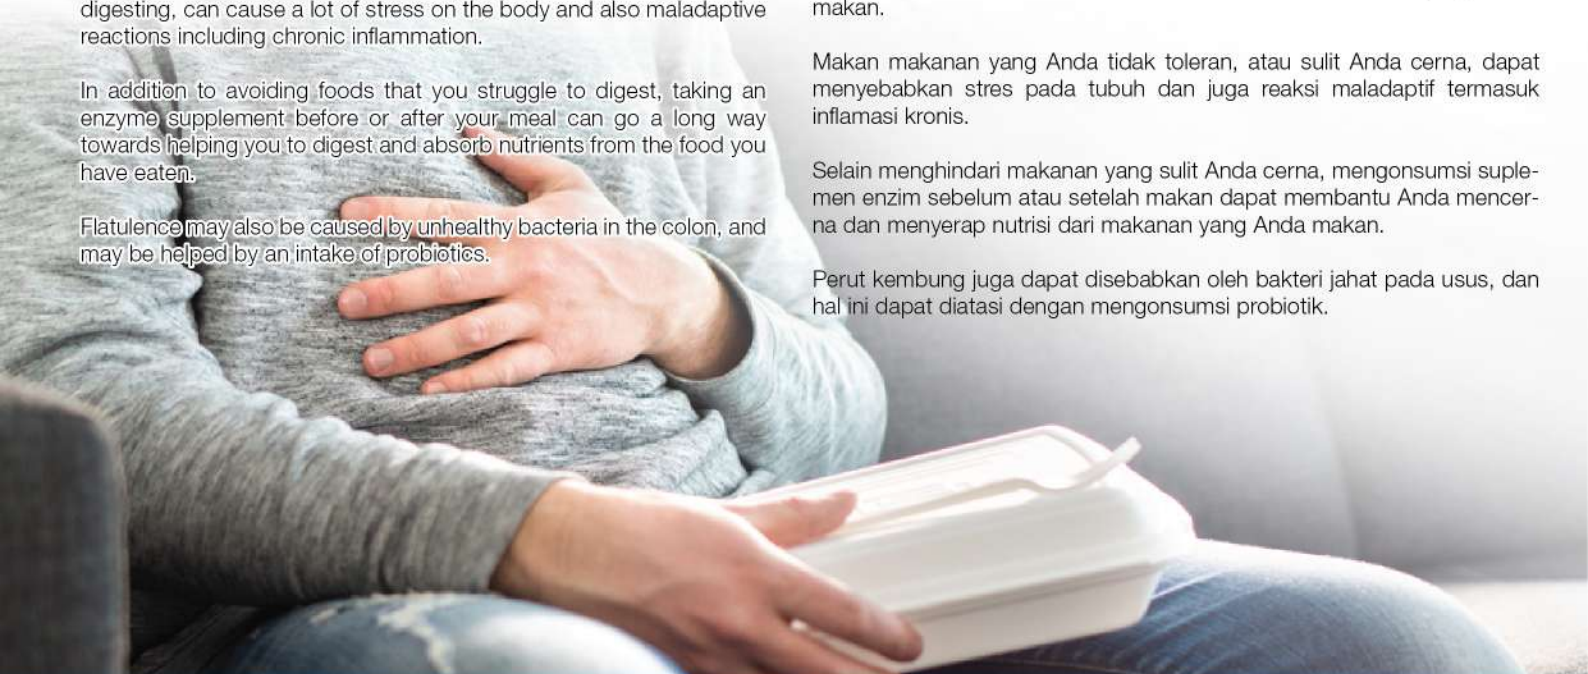 digesting, can cause a lot of stress on the body and also maladaptive
reactions including chronic inflammation.
In addition to avoiding foods that you struggle to digest, taking an
enzyme supplement before or after your meal can go a long way
towards helping you to digest and absorb nutrients from the food you
have eaten.
Flatulence may also be caused by unhealthy bacteria in the colon, and
may be helped by an intake of probiotics.
makan.
Makan makanan yang Anda tidak toleran, atau sulit Anda cerna, dapat
menyebabkan stres pada tubuh dan juga reaksi maladaptif termasuk
inflamasi kronis.
Selain menghindari makanan yang sulit Anda cerna, mengonsumsi suple-
men enzim sebelum atau setelah makan dapat membantu Anda mencer-
na dan menyerap nutrisi dari makanan yang Anda makan.
Perut kembung juga dapat disebabkan oleh bakteri jahat pada usus, dan
hal ini dapat diatasi dengan mengonsumsi probiotik.